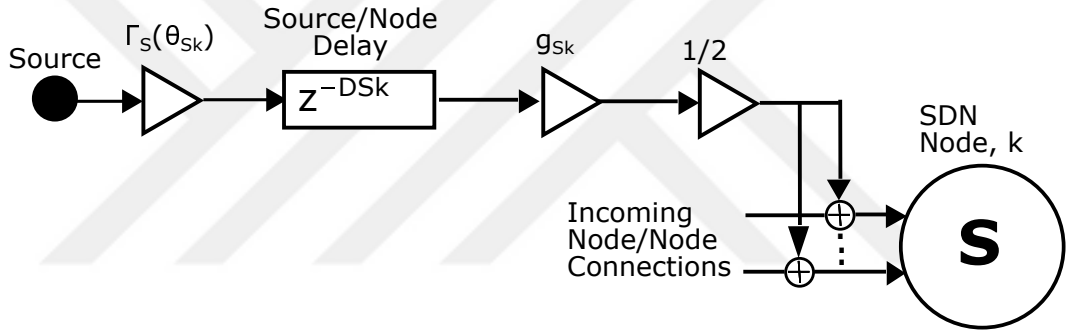 Source
ΓS(θSk)
Source/Node
Delay
z^-DSk
gSk
1/2
SDN
Node, k
Incoming
Node/Node
Connections
S